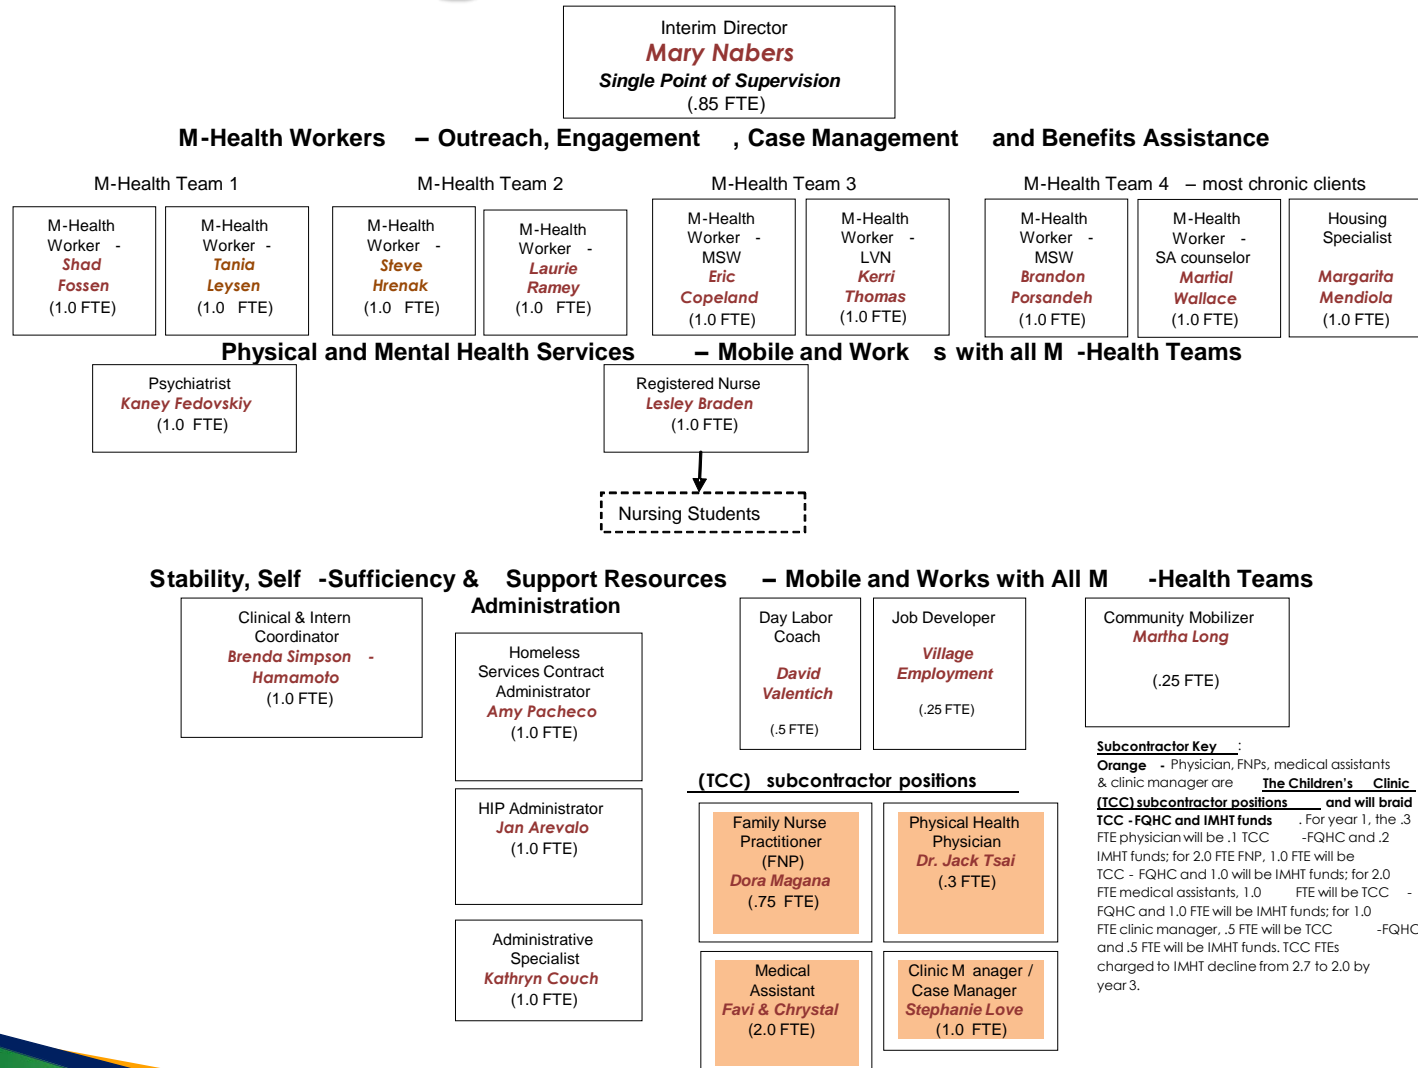 Interim Director
Mary Nabers
Single Point of Supervision
(.85 FTE)
M-Health Workers – Outreach, Engagement , Case Management and Benefits Assistance
M-Health Team 1
M-Health
Worker -
Shad
Fossen
(1.0 FTE)
M-Health
Worker -
Tania
Leysen
(1.0 FTE)
M-Health Team 2
M-Health
Worker -
Steve
Hrenak
(1.0 FTE)
M-Health
Worker -
Laurie
Ramey
(1.0 FTE)
M-Health Team 3
M-Health
Worker -
MSW
Eric
Copeland
(1.0 FTE)
M-Health
Worker -
LVN
Kerri
Thomas
(1.0 FTE)
M-Health Team 4 – most chronic clients
M-Health
Worker -
MSW
Brandon
Porsandeh
(1.0 FTE)
M-Health
Worker -
SA counselor
Martial
Wallace
(1.0 FTE)
Housing
Specialist
Margarita
Mendiola
(1.0 FTE)
Physical and Mental Health Services – Mobile and Work s with all M -Health Teams
Psychiatrist
Kaney Fedovskiy
(1.0 FTE)
Registered Nurse
Lesley Braden
(1.0 FTE)
Nursing Students
Stability, Self -Sufficiency & Support Resources – Mobile and Works with All M -Health Teams
Clinical & Intern
Coordinator
Brenda Simpson -
Hamamoto
(1.0 FTE)
Administration
Homeless
Services Contract
Administrator
Amy Pacheco
(1.0 FTE)
HIP Administrator
Jan Arevalo
(1.0 FTE)
Administrative
Specialist
Kathryn Couch
(1.0 FTE)
Day Labor
Coach
David
Valentich
(.5 FTE)
Job Developer
Village
Employment
(.25 FTE)
Community Mobilizer
Martha Long
(.25 FTE)
(TCC) subcontractor positions
Family Nurse
Practitioner
(FNP)
Dora Magana
(.75 FTE)
Physical Health
Physician
Dr. Jack Tsai
(.3 FTE)
Medical
Assistant
Favi & Chrystal
(2.0 FTE)
Clinic M anager /
Case Manager
Stephanie Love
(1.0 FTE)
Subcontractor Key :
Orange - Physician, FNPs, medical assistants
& clinic manager are The Children’s Clinic
(TCC) subcontractor positions and will braid
TCC -FQHC and IMHT funds . For year 1, the .3
FTE physician will be .1 TCC -FQHC and .2
IMHT funds; for 2.0 FTE FNP, 1.0 FTE will be
TCC - FQHC and 1.0 will be IMHT funds; for 2.0
FTE medical assistants, 1.0 FTE will be TCC -
FQHC and 1.0 FTE will be IMHT funds; for 1.0
FTE clinic manager, .5 FTE will be TCC -FQHC
and .5 FTE will be IMHT funds. TCC FTEs
charged to IMHT decline from 2.7 to 2.0 by
year 3.